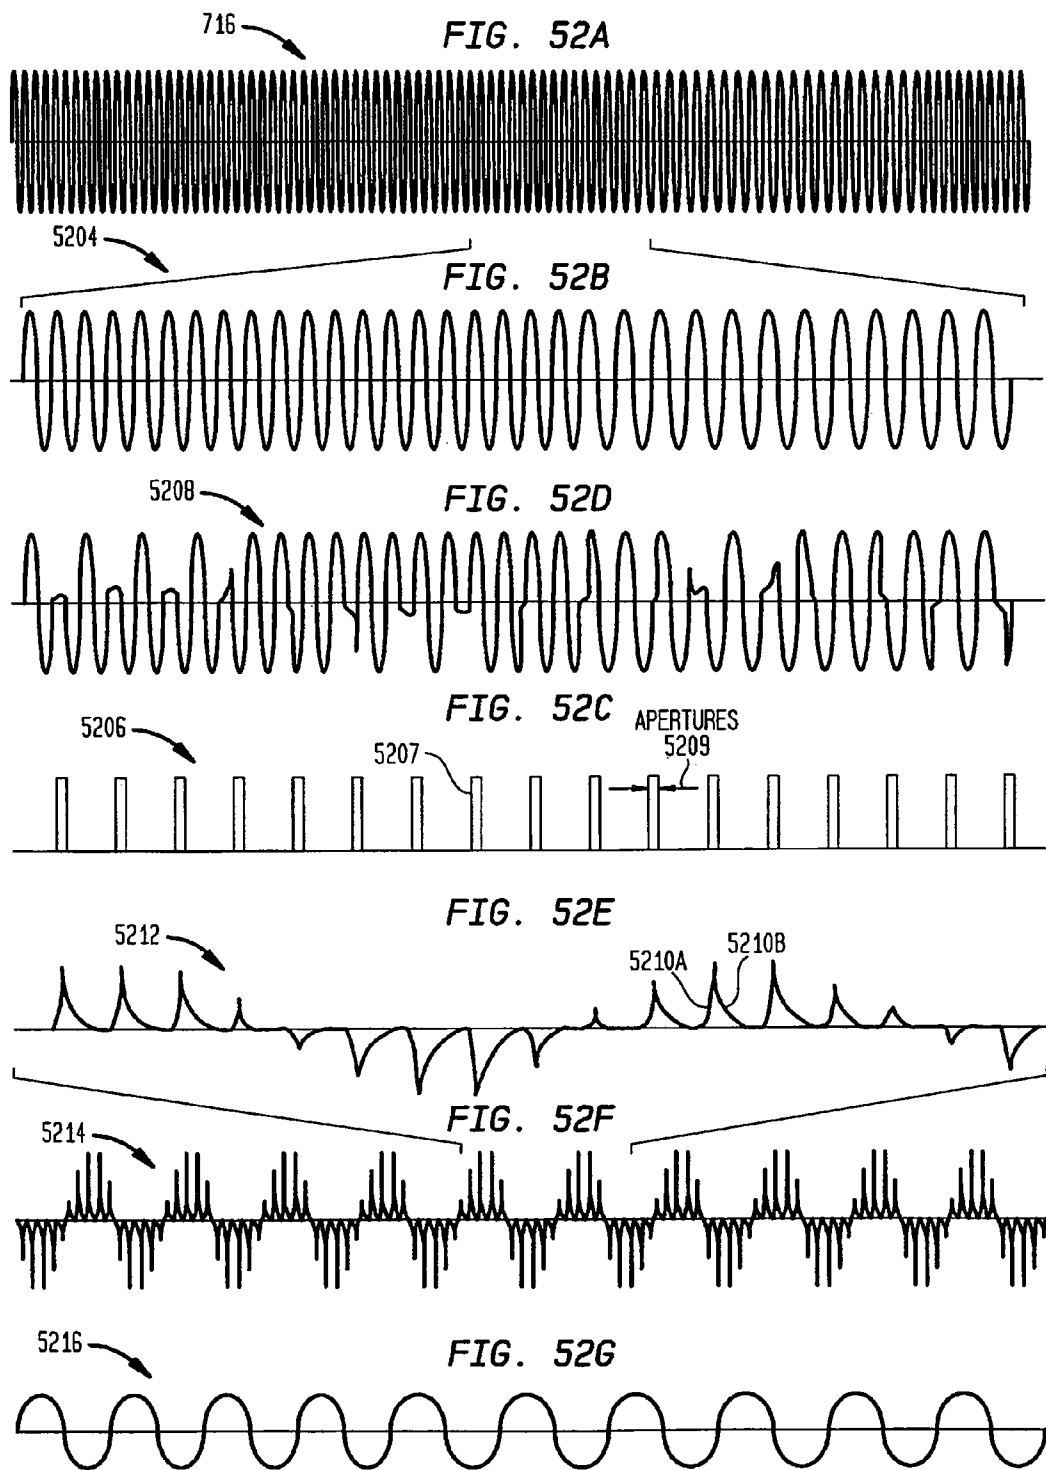 716
FIG. 52A
5204
FIG. 52B
5208
FIG. 52D
FIG. 52C
5206
5207
APERTURES
5209
FIG. 52E
5212
5210A
5210B
FIG. 52F
5214
FIG. 52G
5216